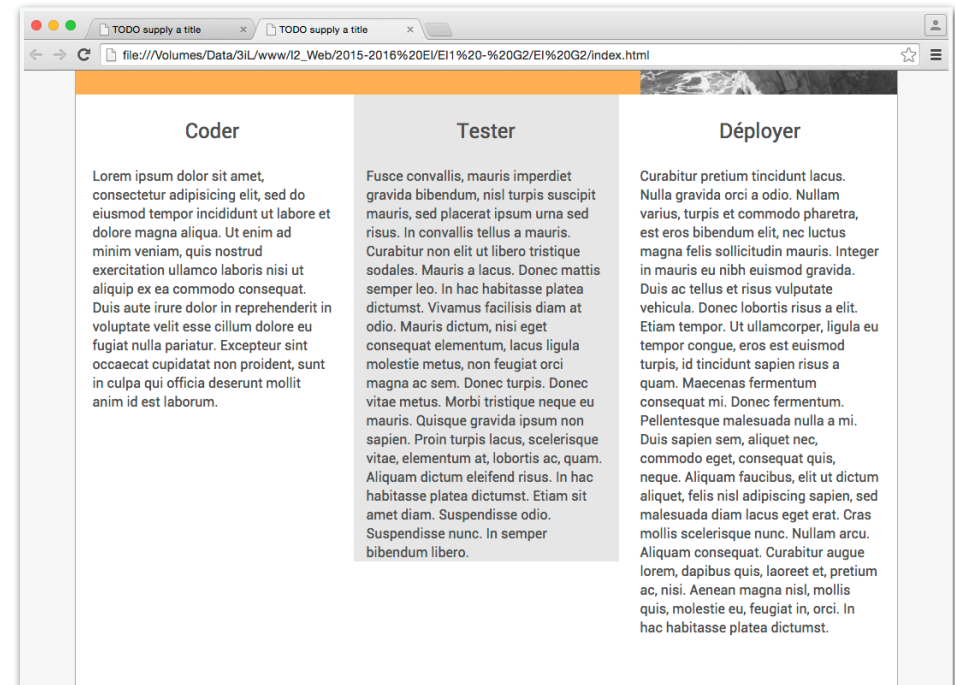 TODO supply a title
TODO supply a title
file:///Volumes/Data/3iL/www/I2_Web/2015-2016%20EI/EI1%20-%20G2/EI%20G2/index.html
Coder
Lorem ipsum dolor sit amet,
consectetur adipisicing elit, sed do
eiusmod tempor incididunt ut labore et
dolore magna aliqua. Ut enim ad
minim veniam, quis nostrud
exercitation ullamco laboris nisi ut
aliquip ex ea commodo consequat.
Duis aute irure dolor in reprehenderit in
voluptate velit esse cillum dolore eu
fugiat nulla pariatur. Excepteur sint
occaecat cupidatat non proident, sunt
in culpa qui officia deserunt mollit
anim id est laborum.
Tester
Fusce convallis, mauris imperdiet
gravida bibendum, nisl turpis suscipit
mauris, sed placerat ipsum urna sed
risus. In convallis tellus a mauris.
Curabitur non elit ut libero tristique
sodales. Mauris a lacus. Donec mattis
semper leo. In hac habitasse platea
dictumst. Vivamus facilisis diam at
odio. Mauris dictum, nisi eget
consequat elementum, lacus ligula
molestie metus, non feugiat orci
magna ac sem. Donec turpis. Donec
vitae metus. Morbi tristique neque eu
mauris. Quisque gravida ipsum non
sapien. Proin turpis lacus, scelerisque
vitae, elementum at, lobortis ac, quam.
Aliquam dictum eleifend risus. In hac
habitasse platea dictumst. Etiam sit
amet diam. Suspendisse odio.
Suspendisse nunc. In semper
bibendum libero.
Déployer
Curabitur pretium tincidunt lacus.
Nulla gravida orci a odio. Nullam
varius, turpis et commodo pharetra,
est eros bibendum elit, nec luctus
magna felis sollicitudin mauris. Integer
in mauris eu nibh euismod gravida.
Duis ac tellus et risus vulputate
vehicula. Donec lobortis risus a elit.
Etiam tempor. Ut ullamcorper, ligula eu
tempor congue, eros est euismod
turpis, id tincidunt sapien risus a
quam. Maecenas fermentum
consequat mi. Donec fermentum.
Pellentesque malesuada nulla a mi.
Duis sapien sem, aliquet nec,
commodo eget, consequat quis,
neque. Aliquam faucibus, elit ut dictum
aliquet, felis nisl adipiscing sapien, sed
malesuada diam lacus eget erat. Cras
mollis scelerisque nunc. Nullam arcu.
Aliquam consequat. Curabitur augue
lorem, dapibus quis, laoreet et, pretium
ac, nisi. Aenean magna nisl, mollis
quis, molestie eu, feugiat in, orci. In
hac habitasse platea dictumst.